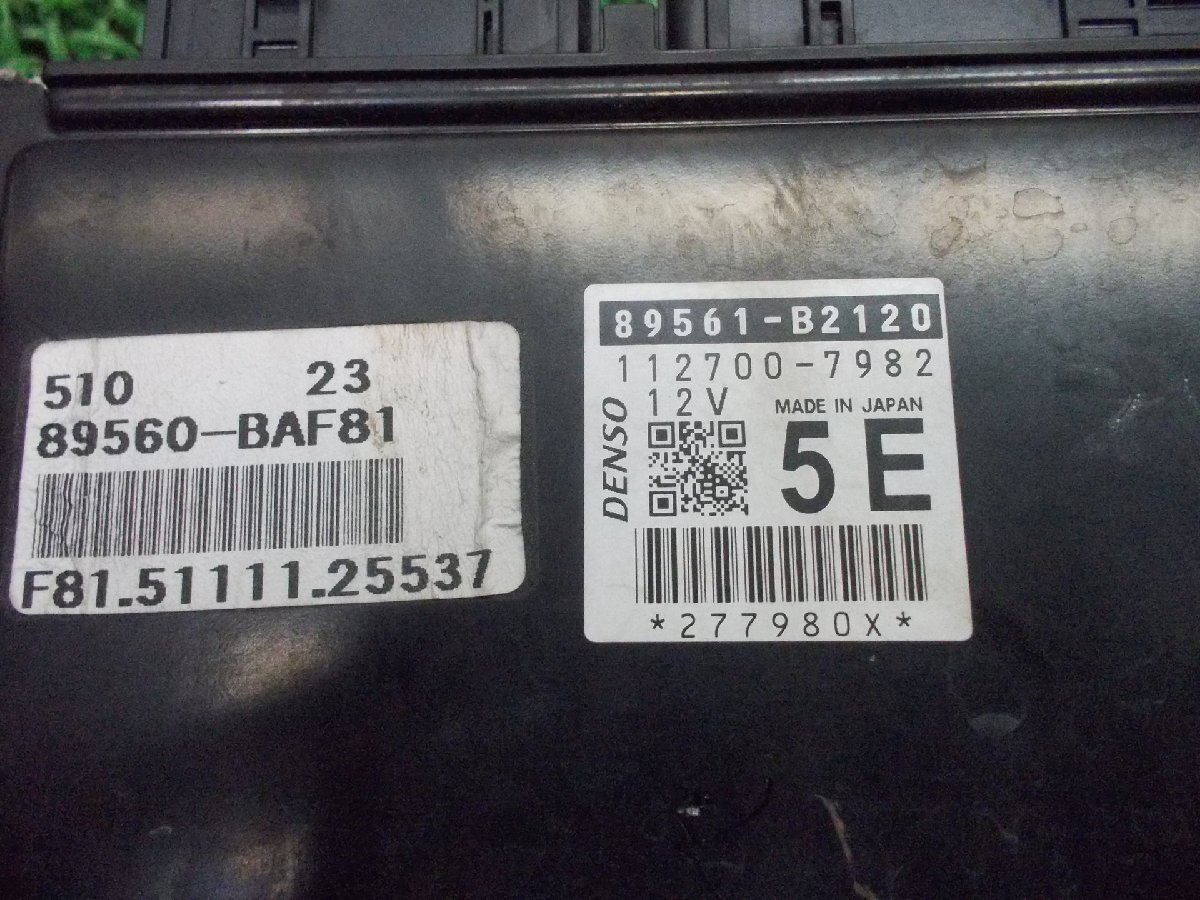 510 23
89560-BAF81
F81.51111.25537
89561-B2120
112700-7982
12V MADE IN JAPAN
DENSO
5E
*277980X*